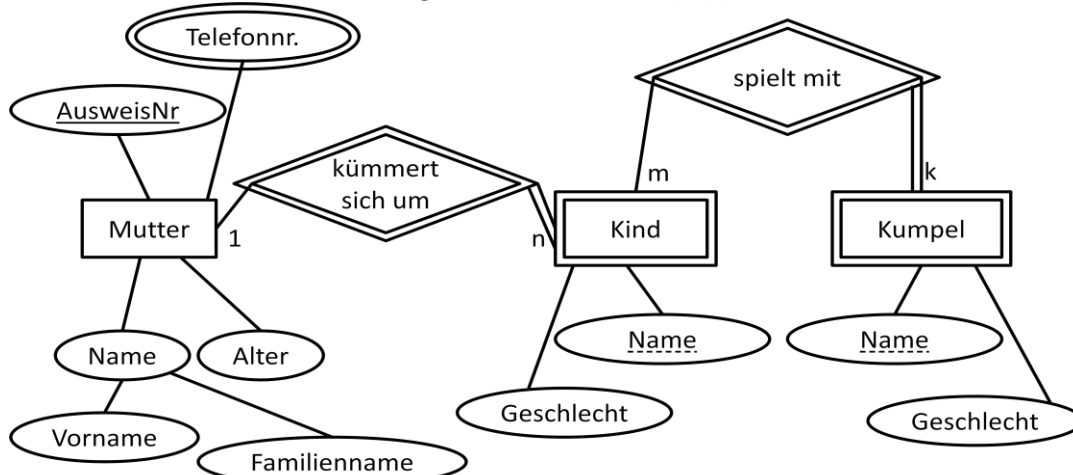 Telefonnr.
AusweisNr
spielt mit
kümmert
sich um
m
k
Mutter
1
n
Kind
Kumpel
Name
Alter
Name
Name
Geschlecht
Geschlecht
Vorname
Familienname